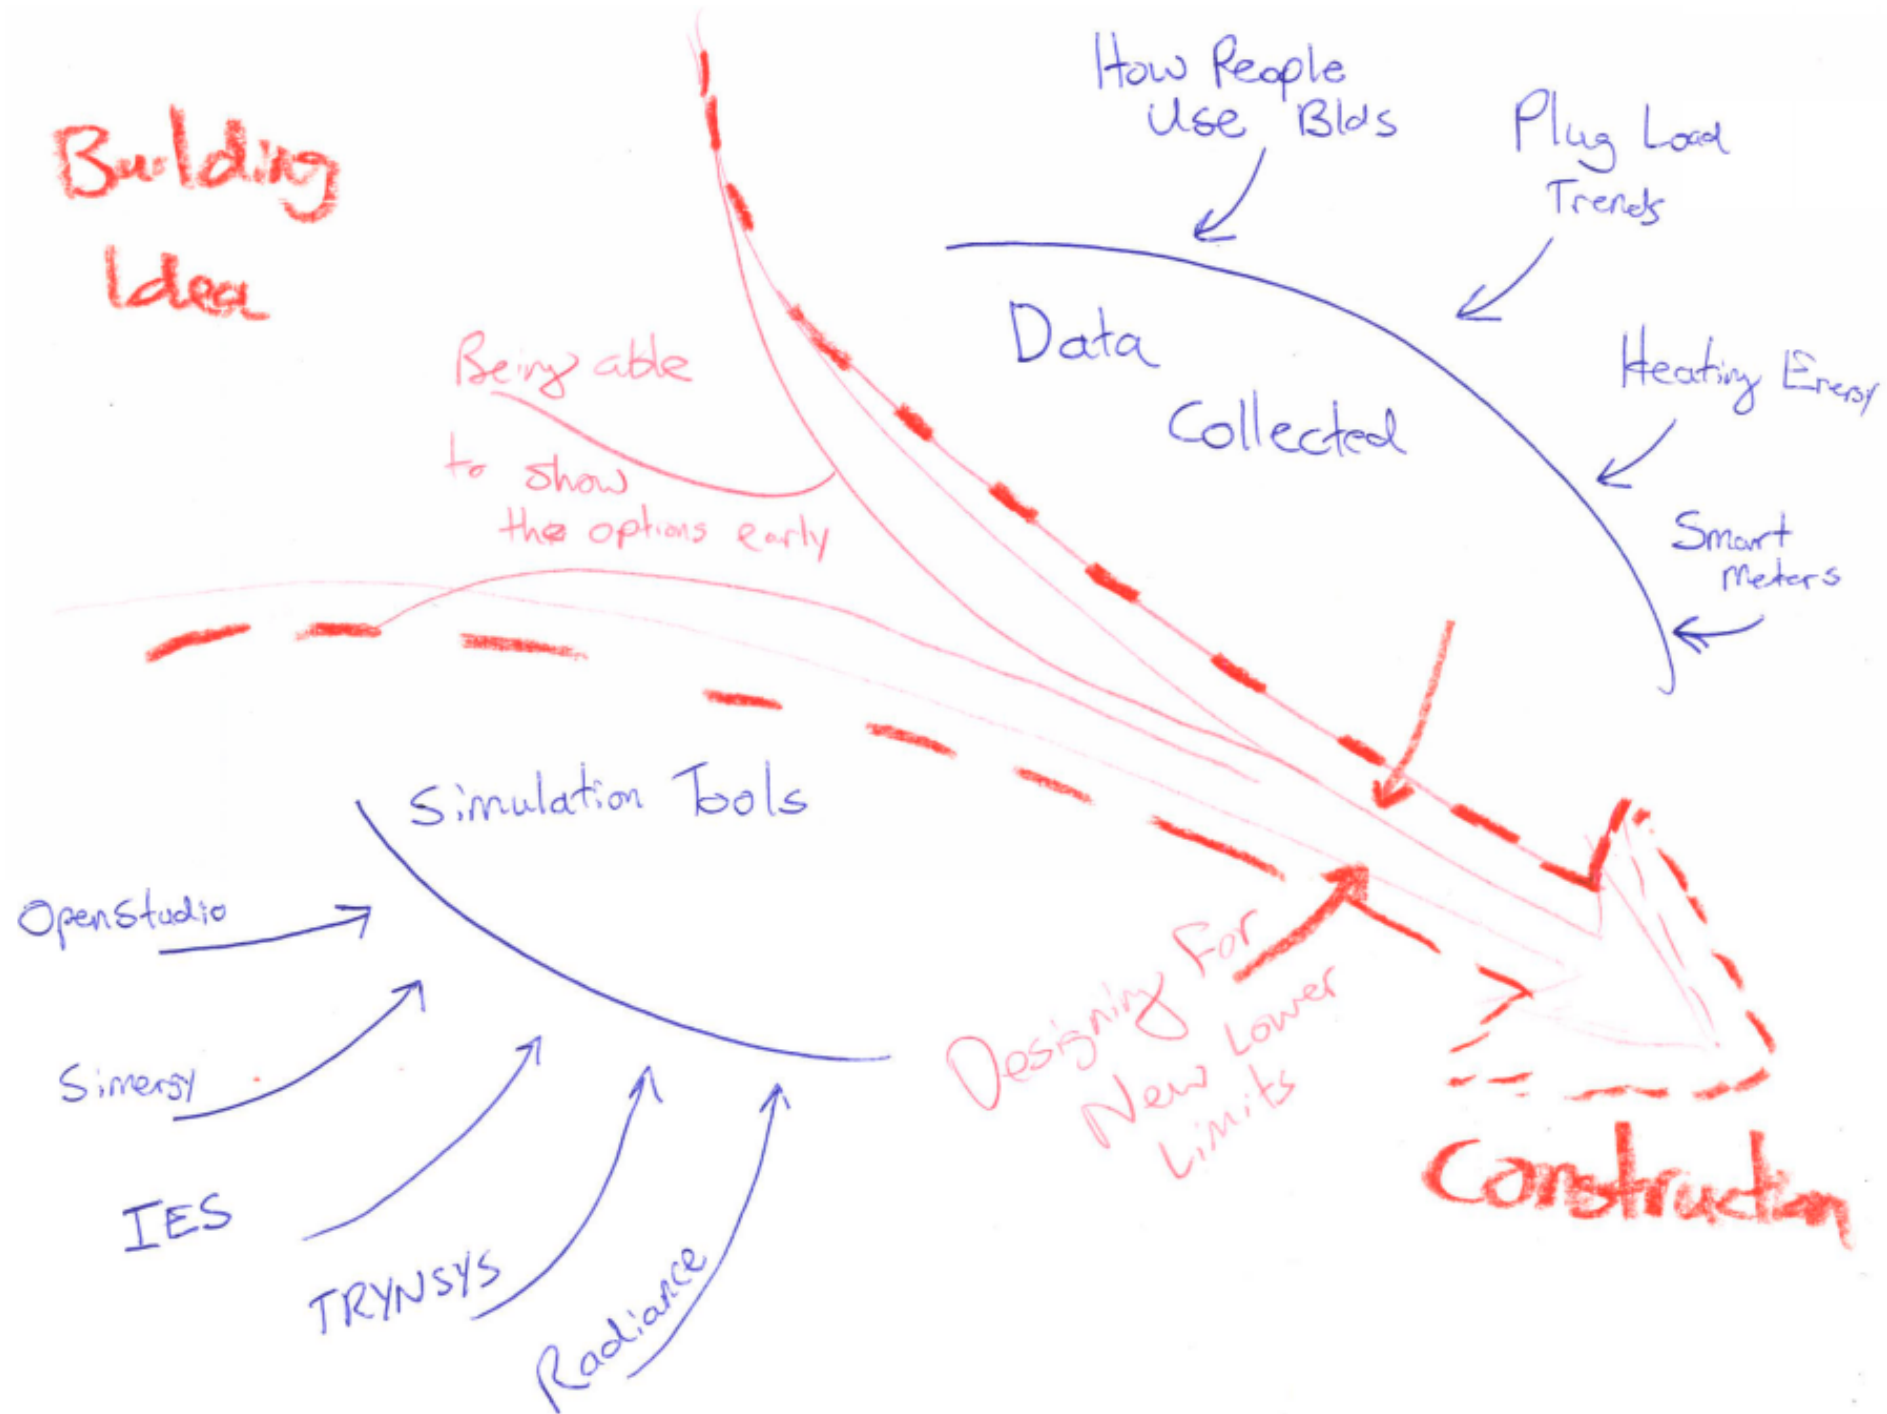 Building
Idea
How People
Use Blds
Plug Load
Trends
Heating Energy
Smart
Meters
Data
Collected
Being able
to show
the options early
Simulation Tools
OpenStudio
Simergy
IES
TRYNSYS
Radiance
Designing For
New Lower
Limits
Construction